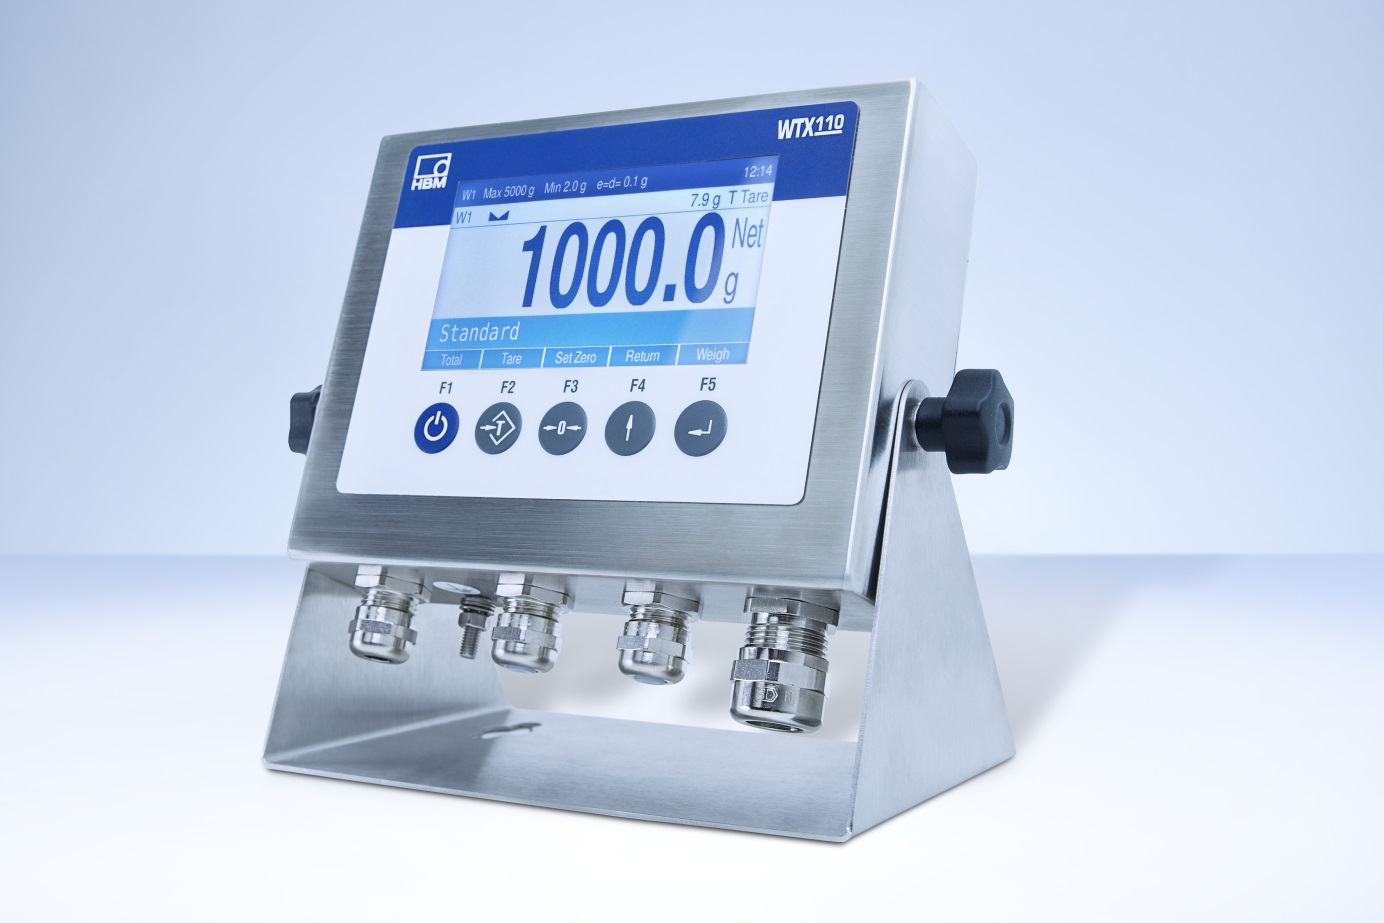 WTX110
HBM
W1 Max 5000 g Min 2.0 g e=d= 0.1 g 12:14
W1 7.9 g T Tare
1000.0 Net
g
Standard
Total Tare Set Zero Return Weigh
F1 F2 F3 F4 F5
T 0